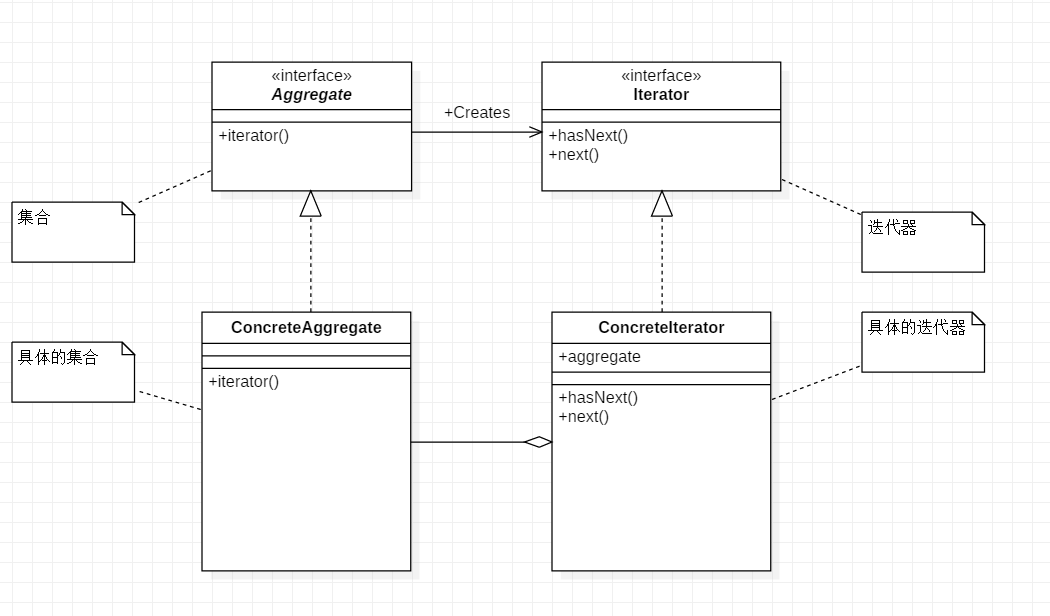 «interface»
Aggregate
+iterator()
+Creates
«interface»
Iterator
+hasNext()
+next()
集合
迭代器
具体的集合
ConcreteAggregate
+iterator()
ConcreteIterator
+aggregate
+hasNext()
+next()
具体的迭代器